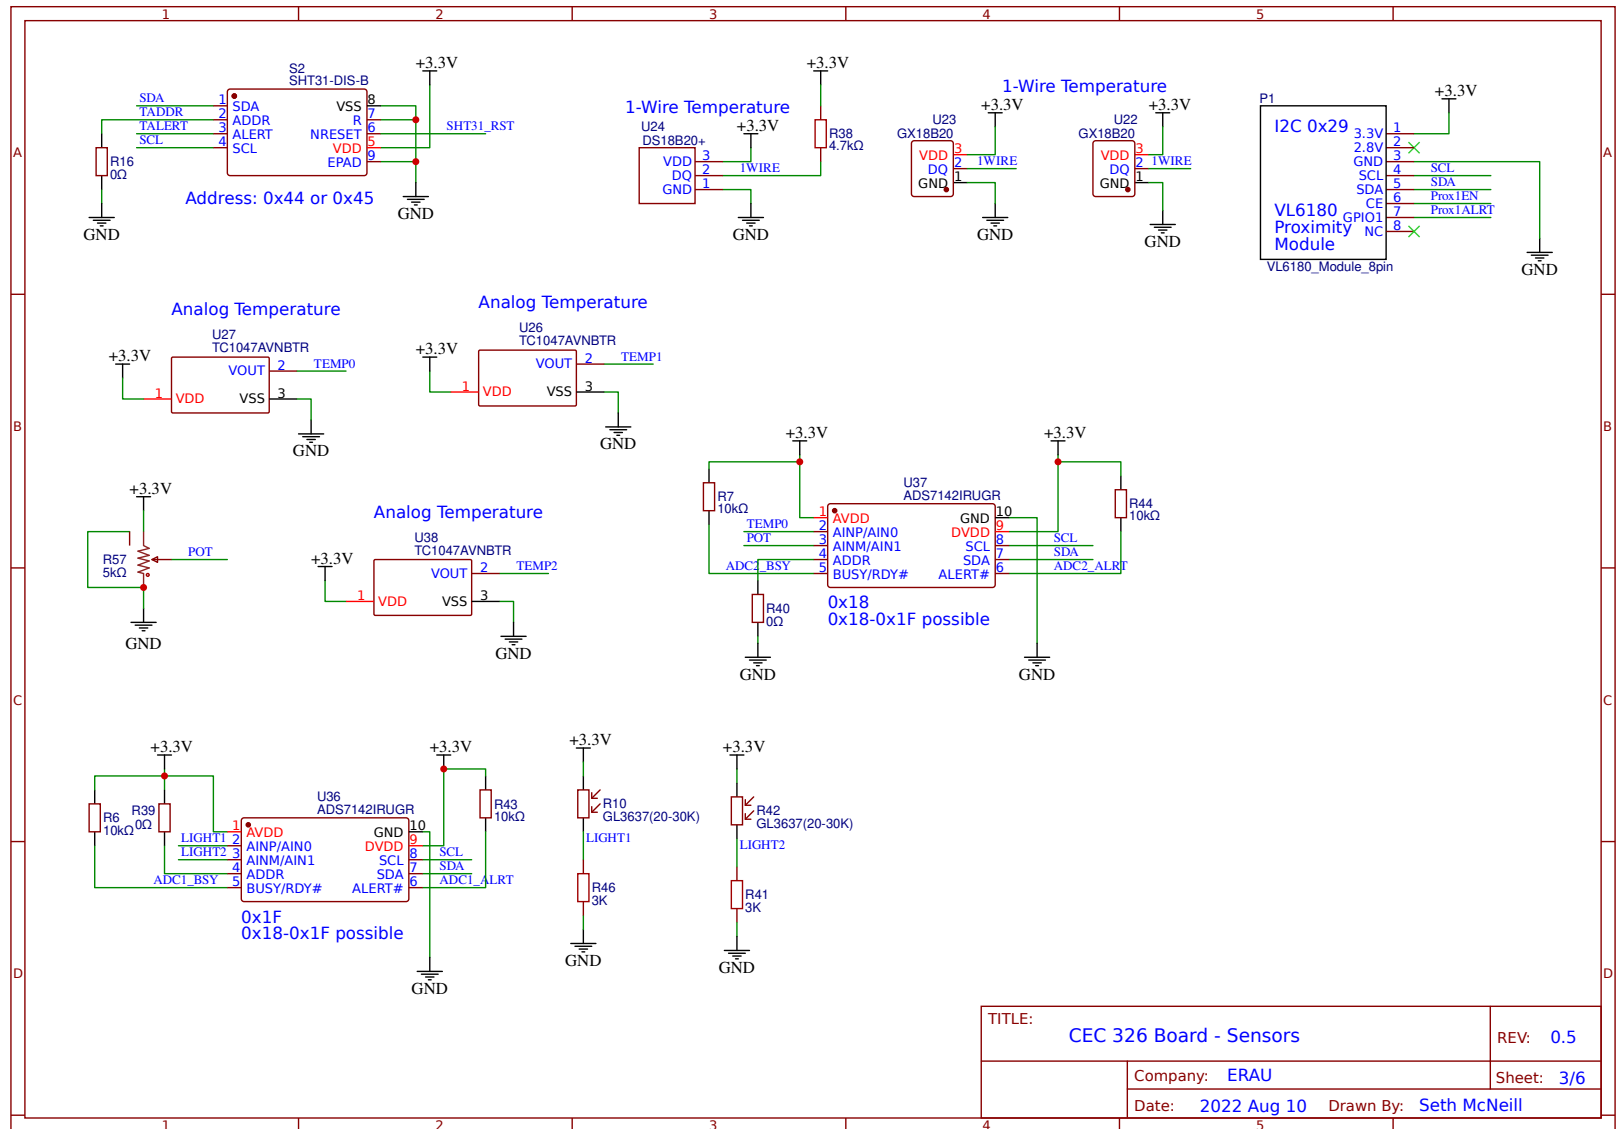 1 2 3 4 5
A A
B B
C C
D D
1 2 3 4 5
S2
SHT31-DIS-B
+3.3V
SDA 1 SDA
TADDR 2 ADDR
TALERT 3 ALERT
SCL 4 SCL
VSS 8
R 7
NRESET 6 SHT31_RST
VDD 5
EPAD 9
R16
0Ω
GND
Address: 0x44 or 0x45
GND
1-Wire Temperature
U24
DS18B20+
+3.3V
VDD 3
DQ 2 1WIRE
GND 1
GND
+3.3V
R38
4.7kΩ
1-Wire Temperature
U23
GX18B20
+3.3V
VDD 3
DQ 2 1WIRE
GND 1
GND
U22
GX18B20
+3.3V
VDD 3
DQ 2 1WIRE
GND 1
GND
P1
I2C 0x29
+3.3V
3.3V 1
2.8V 2
GND 3
SCL 4 SCL
SDA 5 SDA
CE 6 Prox1EN
GPIO1 7 Prox1ALRT
NC 8
VL6180
Proximity
Module
VL6180_Module_8pin
GND
Analog Temperature
U27
TC1047AVNBTR
+3.3V
VOUT 2 TEMP0
1 VDD VSS 3
GND
Analog Temperature
U26
TC1047AVNBTR
+3.3V
VOUT 2 TEMP1
1 VDD VSS 3
GND
+3.3V
R57
5kΩ
POT
GND
Analog Temperature
U38
TC1047AVNBTR
+3.3V
VOUT 2 TEMP2
1 VDD VSS 3
GND
+3.3V
+3.3V
R7
10kΩ
U37
ADS7142IRUGR
R44
10kΩ
1 AVDD GND 10
TEMP0 2 AINP/AIN0 DVDD 9
POT 3 AINM/AIN1 SCL 8 SCL
4 ADDR SDA 7 SDA
ADC2_BSY 5 BUSY/RDY# ALERT# 6 ADC2_ALRT
R40
0Ω
0x18
0x18-0x1F possible
GND
GND
+3.3V
+3.3V
R6
10kΩ
R39
0Ω
U36
ADS7142IRUGR
R43
10kΩ
1 AVDD GND 10
LIGHT1 2 AINP/AIN0 DVDD 9
LIGHT2 3 AINM/AIN1 SCL 8 SCL
4 ADDR SDA 7 SDA
ADC1_BSY 5 BUSY/RDY# ALERT# 6 ADC1_ALRT
0x1F
0x18-0x1F possible
GND
+3.3V
R10
GL3637(20-30K)
LIGHT1
R46
3K
GND
+3.3V
R42
GL3637(20-30K)
LIGHT2
R41
3K
GND
TITLE:
CEC 326 Board - Sensors
REV: 0.5
Company: ERAU
Sheet: 3/6
Date: 2022 Aug 10 Drawn By: Seth McNeill